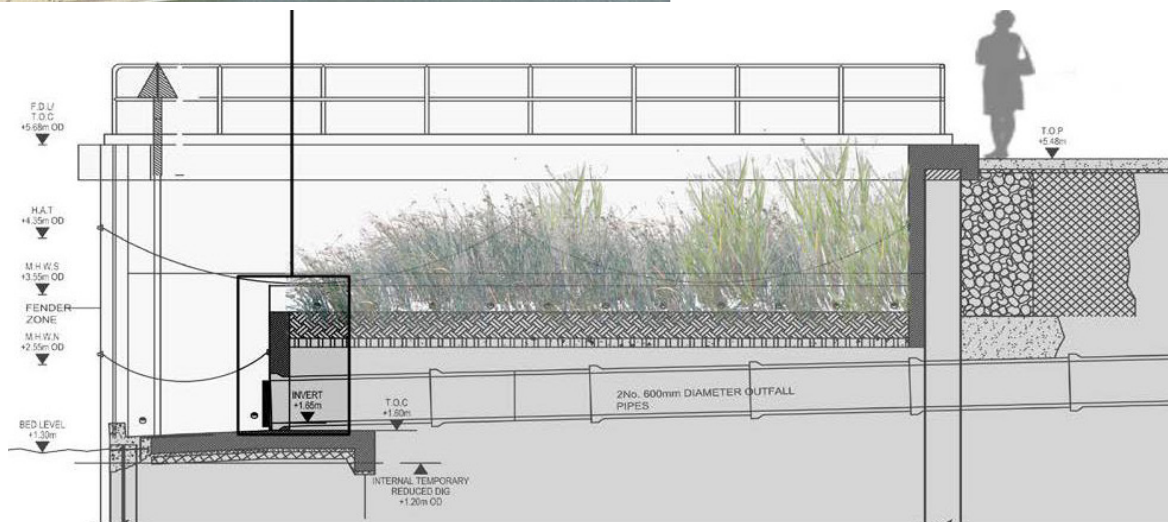 F.D.L/
T.O.C
+5.68m OD
H.A.T
+4.35m OD
M.H.W.S
+3.55m OD
FENDER
ZONE
M.H.W.N
+2.55m OD
BED LEVEL
+1.30m
INVERT
+1.65m
T.O.C
+1.60m
INTERNAL TEMPORARY
REDUCED DIG
+1.20m OD
2No. 600mm DIAMETER OUTFALL
PIPES
T.O.P
+5.48m